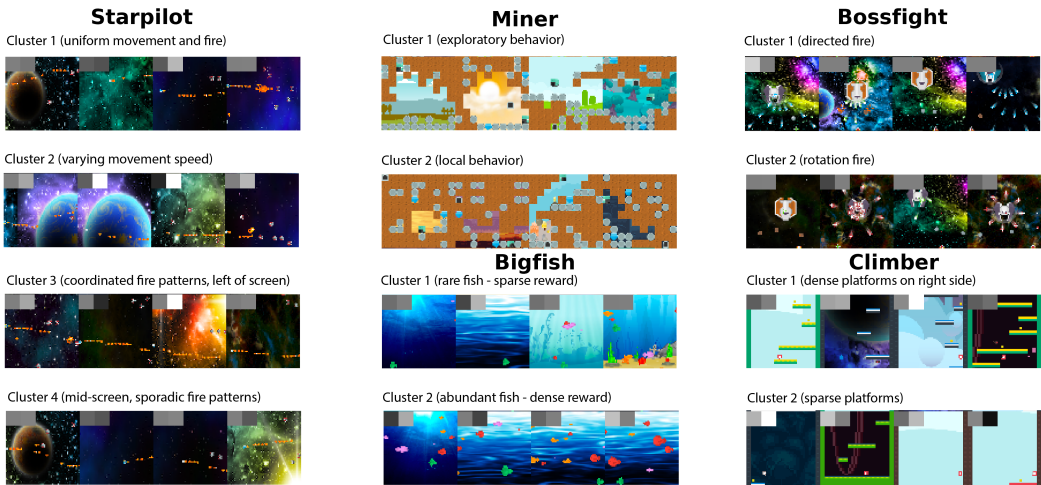 Starpilot
Cluster 1 (uniform movement and fire)
Cluster 2 (varying movement speed)
Cluster 3 (coordinated fire patterns, left of screen)
Cluster 4 (mid-screen, sporadic fire patterns)
Miner
Cluster 1 (exploratory behavior)
Cluster 2 (local behavior)
Bigfish
Cluster 1 (rare fish - sparse reward)
Cluster 2 (abundant fish - dense reward)
Bossfight
Cluster 1 (directed fire)
Cluster 2 (rotation fire)
Climber
Cluster 1 (dense platforms on right side)
Cluster 2 (sparse platforms)